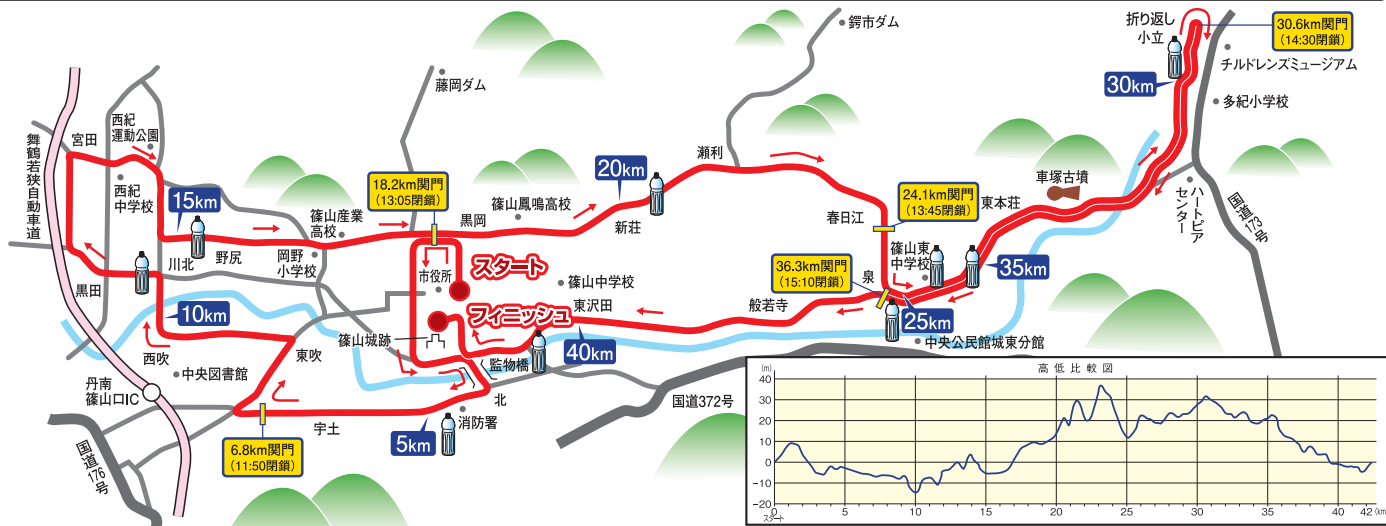 鍔市ダム
折り返し
小立
30.6km関門
(14:30閉鎖)
チルドレンズミュージアム
30km
多紀小学校
藤岡ダム
西紀
運動公園
宮田
舞鶴若狭自動車道
西紀
中学校
15km
18.2km関門
(13:05閉鎖)
20km
瀬利
車塚古墳
ハートピア
センター
国道173号
24.1km関門
(13:45閉鎖)
東本荘
春日江
篠山鳳鳴高校
黒岡
新荘
篠山産業
高校
岡野
小学校
野尻
川北
黒田
市役所
スタート
篠山中学校
篠山東
中学校
35km
36.3km関門
(15:10閉鎖)
泉
25km
中央公民館城東分館
般若寺
東沢田
フィニッシュ
40km
篠山城跡
監物橋
10km
西吹
東吹
中央図書館
丹南
篠山口IC
北
消防署
5km
宇土
6.8km関門
(11:50閉鎖)
国道176号
国道372号
高低比較図
(m)
40
30
20
10
0
-10
-20
0 5 10 15 20 25 30 35 40 42 (km)
スタート